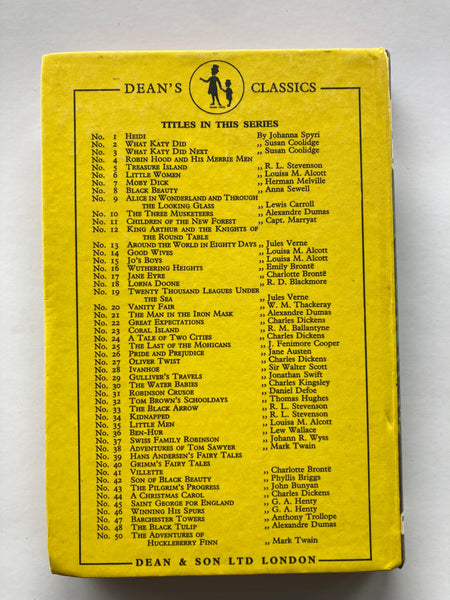 DEAN'S CLASSICS
TITLES IN THIS SERIES
No. 1 HEIDI By Johanna Spyri
No. 2 WHAT KATY DID ,, Susan Coolidge
No. 3 WHAT KATY DID NEXT ,, Susan Coolidge
No. 4 ROBIN HOOD AND HIS MERRIE MEN
No. 5 TREASURE ISLAND ,, R. L. Stevenson
No. 6 LITTLE WOMEN ,, Louisa M. Alcott
No. 7 MOBY DICK ,, Herman Melville
No. 8 BLACK BEAUTY ,, Anna Sewell
No. 9 ALICE IN WONDERLAND AND THROUGH
THE LOOKING GLASS ,, Lewis Carroll
No. 10 THE THREE MUSKETEERS ,, Alexandre Dumas
No. 11 CHILDREN OF THE NEW FOREST ,, Capt. Marryat
No. 12 KING ARTHUR AND THE KNIGHTS OF
THE ROUND TABLE
No. 13 AROUND THE WORLD IN EIGHTY DAYS ,, Jules Verne
No. 14 GOOD WIVES ,, Louisa M. Alcott
No. 15 JO'S BOYS ,, Louisa M. Alcott
No. 16 WUTHERING HEIGHTS ,, Emily Brontë
No. 17 JANE EYRE ,, Charlotte Brontë
No. 18 LORNA DOONE ,, R. D. Blackmore
No. 19 TWENTY THOUSAND LEAGUES UNDER
THE SEA ,, Jules Verne
No. 20 VANITY FAIR ,, W. M. Thackeray
No. 21 THE MAN IN THE IRON MASK ,, Alexandre Dumas
No. 22 GREAT EXPECTATIONS ,, Charles Dickens
No. 23 CORAL ISLAND ,, R. M. Ballantyne
No. 24 A TALE OF TWO CITIES ,, Charles Dickens
No. 25 THE LAST OF THE MOHICANS ,, J. Fenimore Cooper
No. 26 PRIDE AND PREJUDICE ,, Jane Austen
No. 27 OLIVER TWIST ,, Charles Dickens
No. 28 IVANHOE ,, Sir Walter Scott
No. 29 GULLIVER'S TRAVELS ,, Jonathan Swift
No. 30 THE WATER BABIES ,, Charles Kingsley
No. 31 ROBINSON CRUSOE ,, Daniel Defoe
No. 32 TOM BROWN'S SCHOOLDAYS ,, Thomas Hughes
No. 33 THE BLACK ARROW ,, R. L. Stevenson
No. 34 KIDNAPPED ,, R. L. Stevenson
No. 35 LITTLE MEN ,, Louisa M. Alcott
No. 36 BEN-HUR ,, Lew Wallace
No. 37 SWISS FAMILY ROBINSON ,, Johann R. Wyss
No. 38 ADVENTURES OF TOM SAWYER ,, Mark Twain
No. 39 HANS ANDERSEN'S FAIRY TALES
No. 40 GRIMM'S FAIRY TALES
No. 41 VILLETTE ,, Charlotte Brontë
No. 42 SON OF BLACK BEAUTY ,, Phyllis Briggs
No. 43 THE PILGRIM'S PROGRESS ,, John Bunyan
No. 44 A CHRISTMAS CAROL ,, Charles Dickens
No. 45 SAINT GEORGE FOR ENGLAND ,, G. A. Henty
No. 46 WINNING HIS SPURS ,, G. A. Henty
No. 47 BARCHESTER TOWERS ,, Anthony Trollope
No. 48 THE BLACK TULIP ,, Alexandre Dumas
No. 50 THE ADVENTURES OF
HUCKLEBERRY FINN ,, Mark Twain
DEAN & SON LTD LONDON